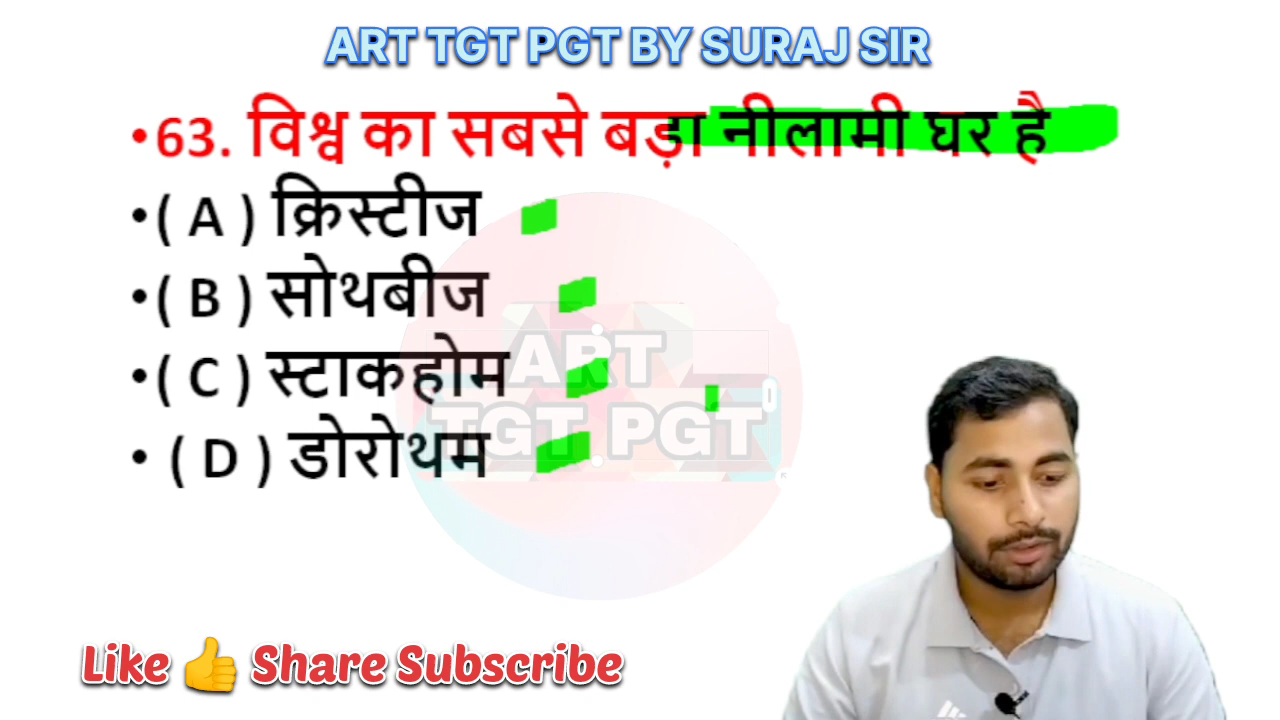 ART TGT PGT BY SURAJ SIR
•63. विश्व का सबसे बड़ा नीलामी घर है
•( A ) क्रिस्टीज
•( B ) सोथबीज
•( C ) स्टाकहोम
• ( D ) डोरोथम
ART
TGT PGT
Like 👍 Share Subscribe